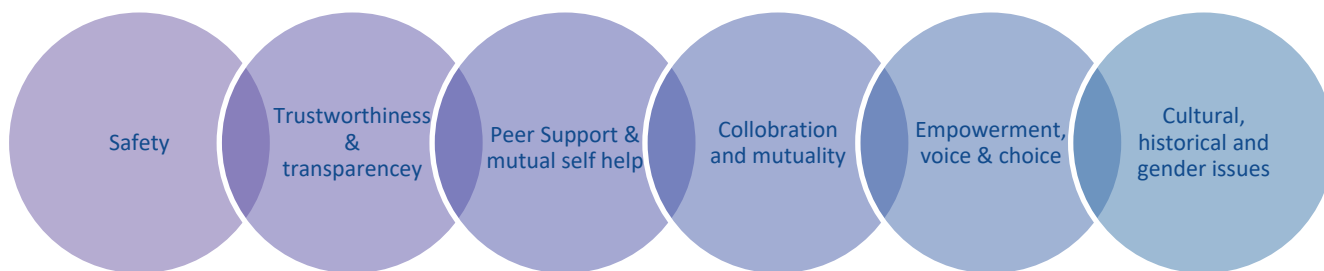 Safety
Trustworthiness
&
transparencey
Peer Support &
mutual self help
Collobration
and mutuality
Empowerment,
voice & choice
Cultural,
historical and
gender issues